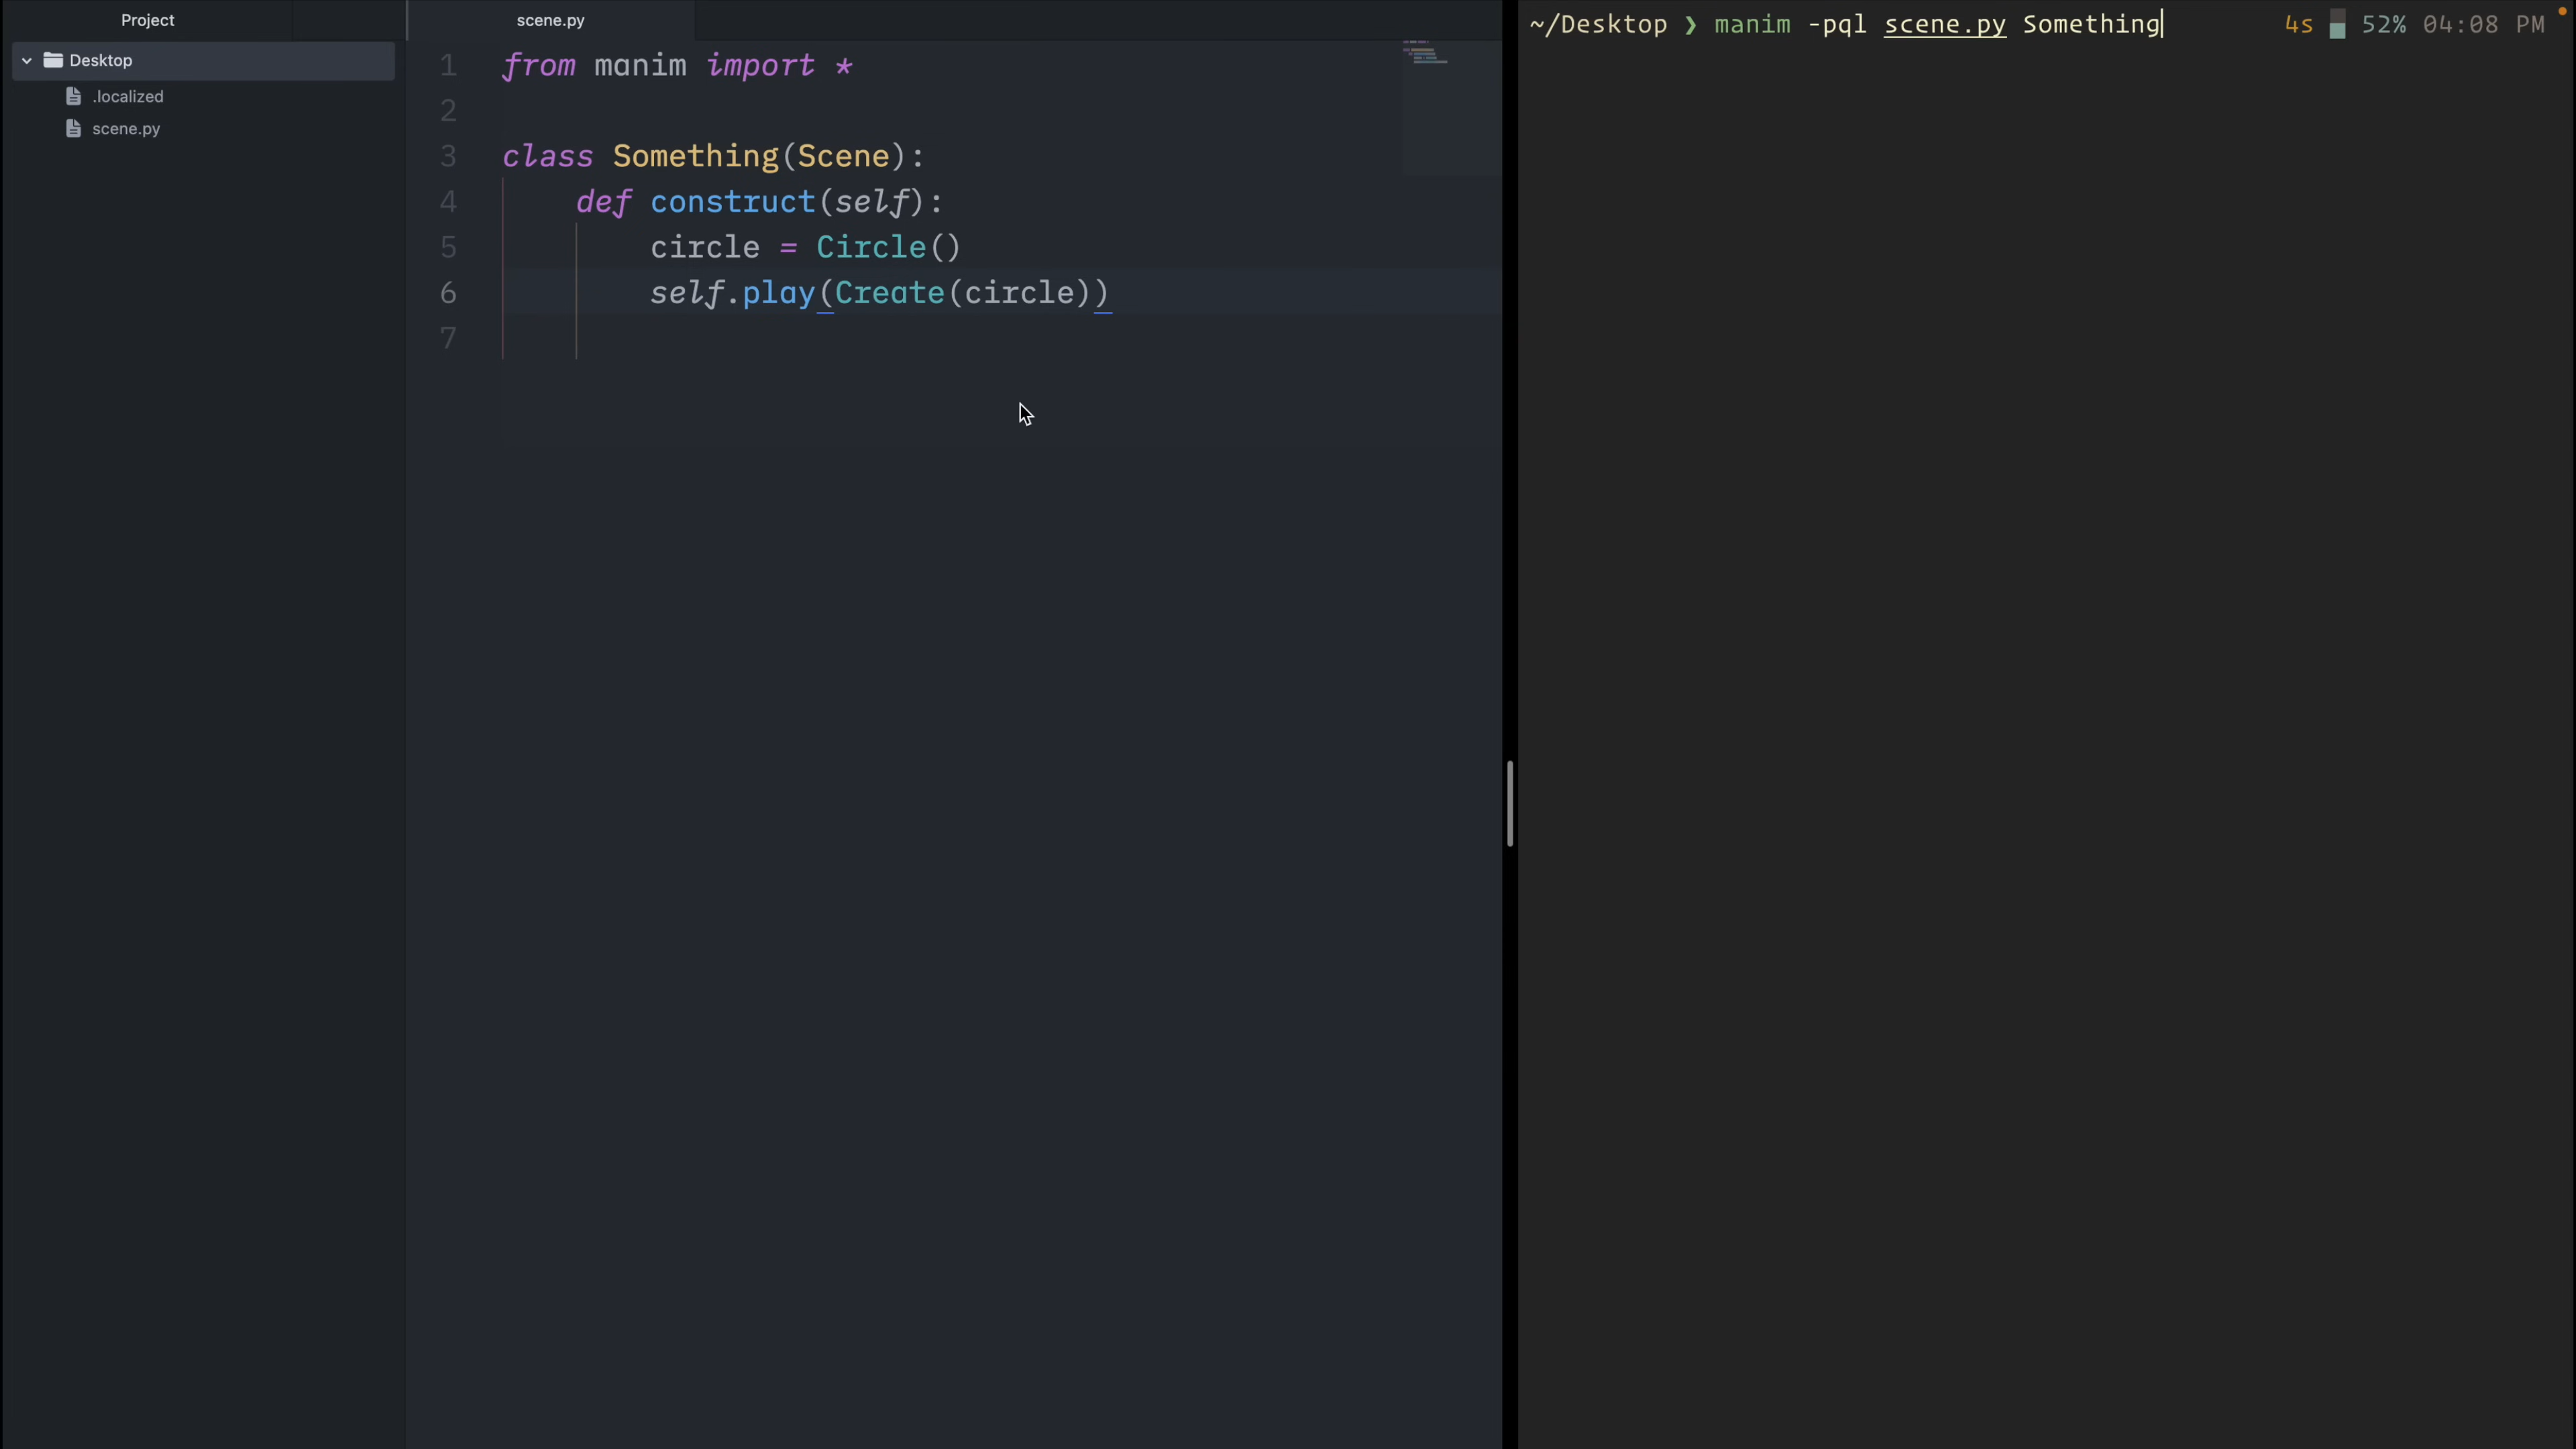 Project
Desktop
.localized
scene.py
scene.py
1 from manim import *
2
3 class Something(Scene):
4 def construct(self):
5 circle = Circle()
6 self.play(Create(circle))
7
~/Desktop ❯ manim -pql scene.py Something 4s 52% 04:08 PM